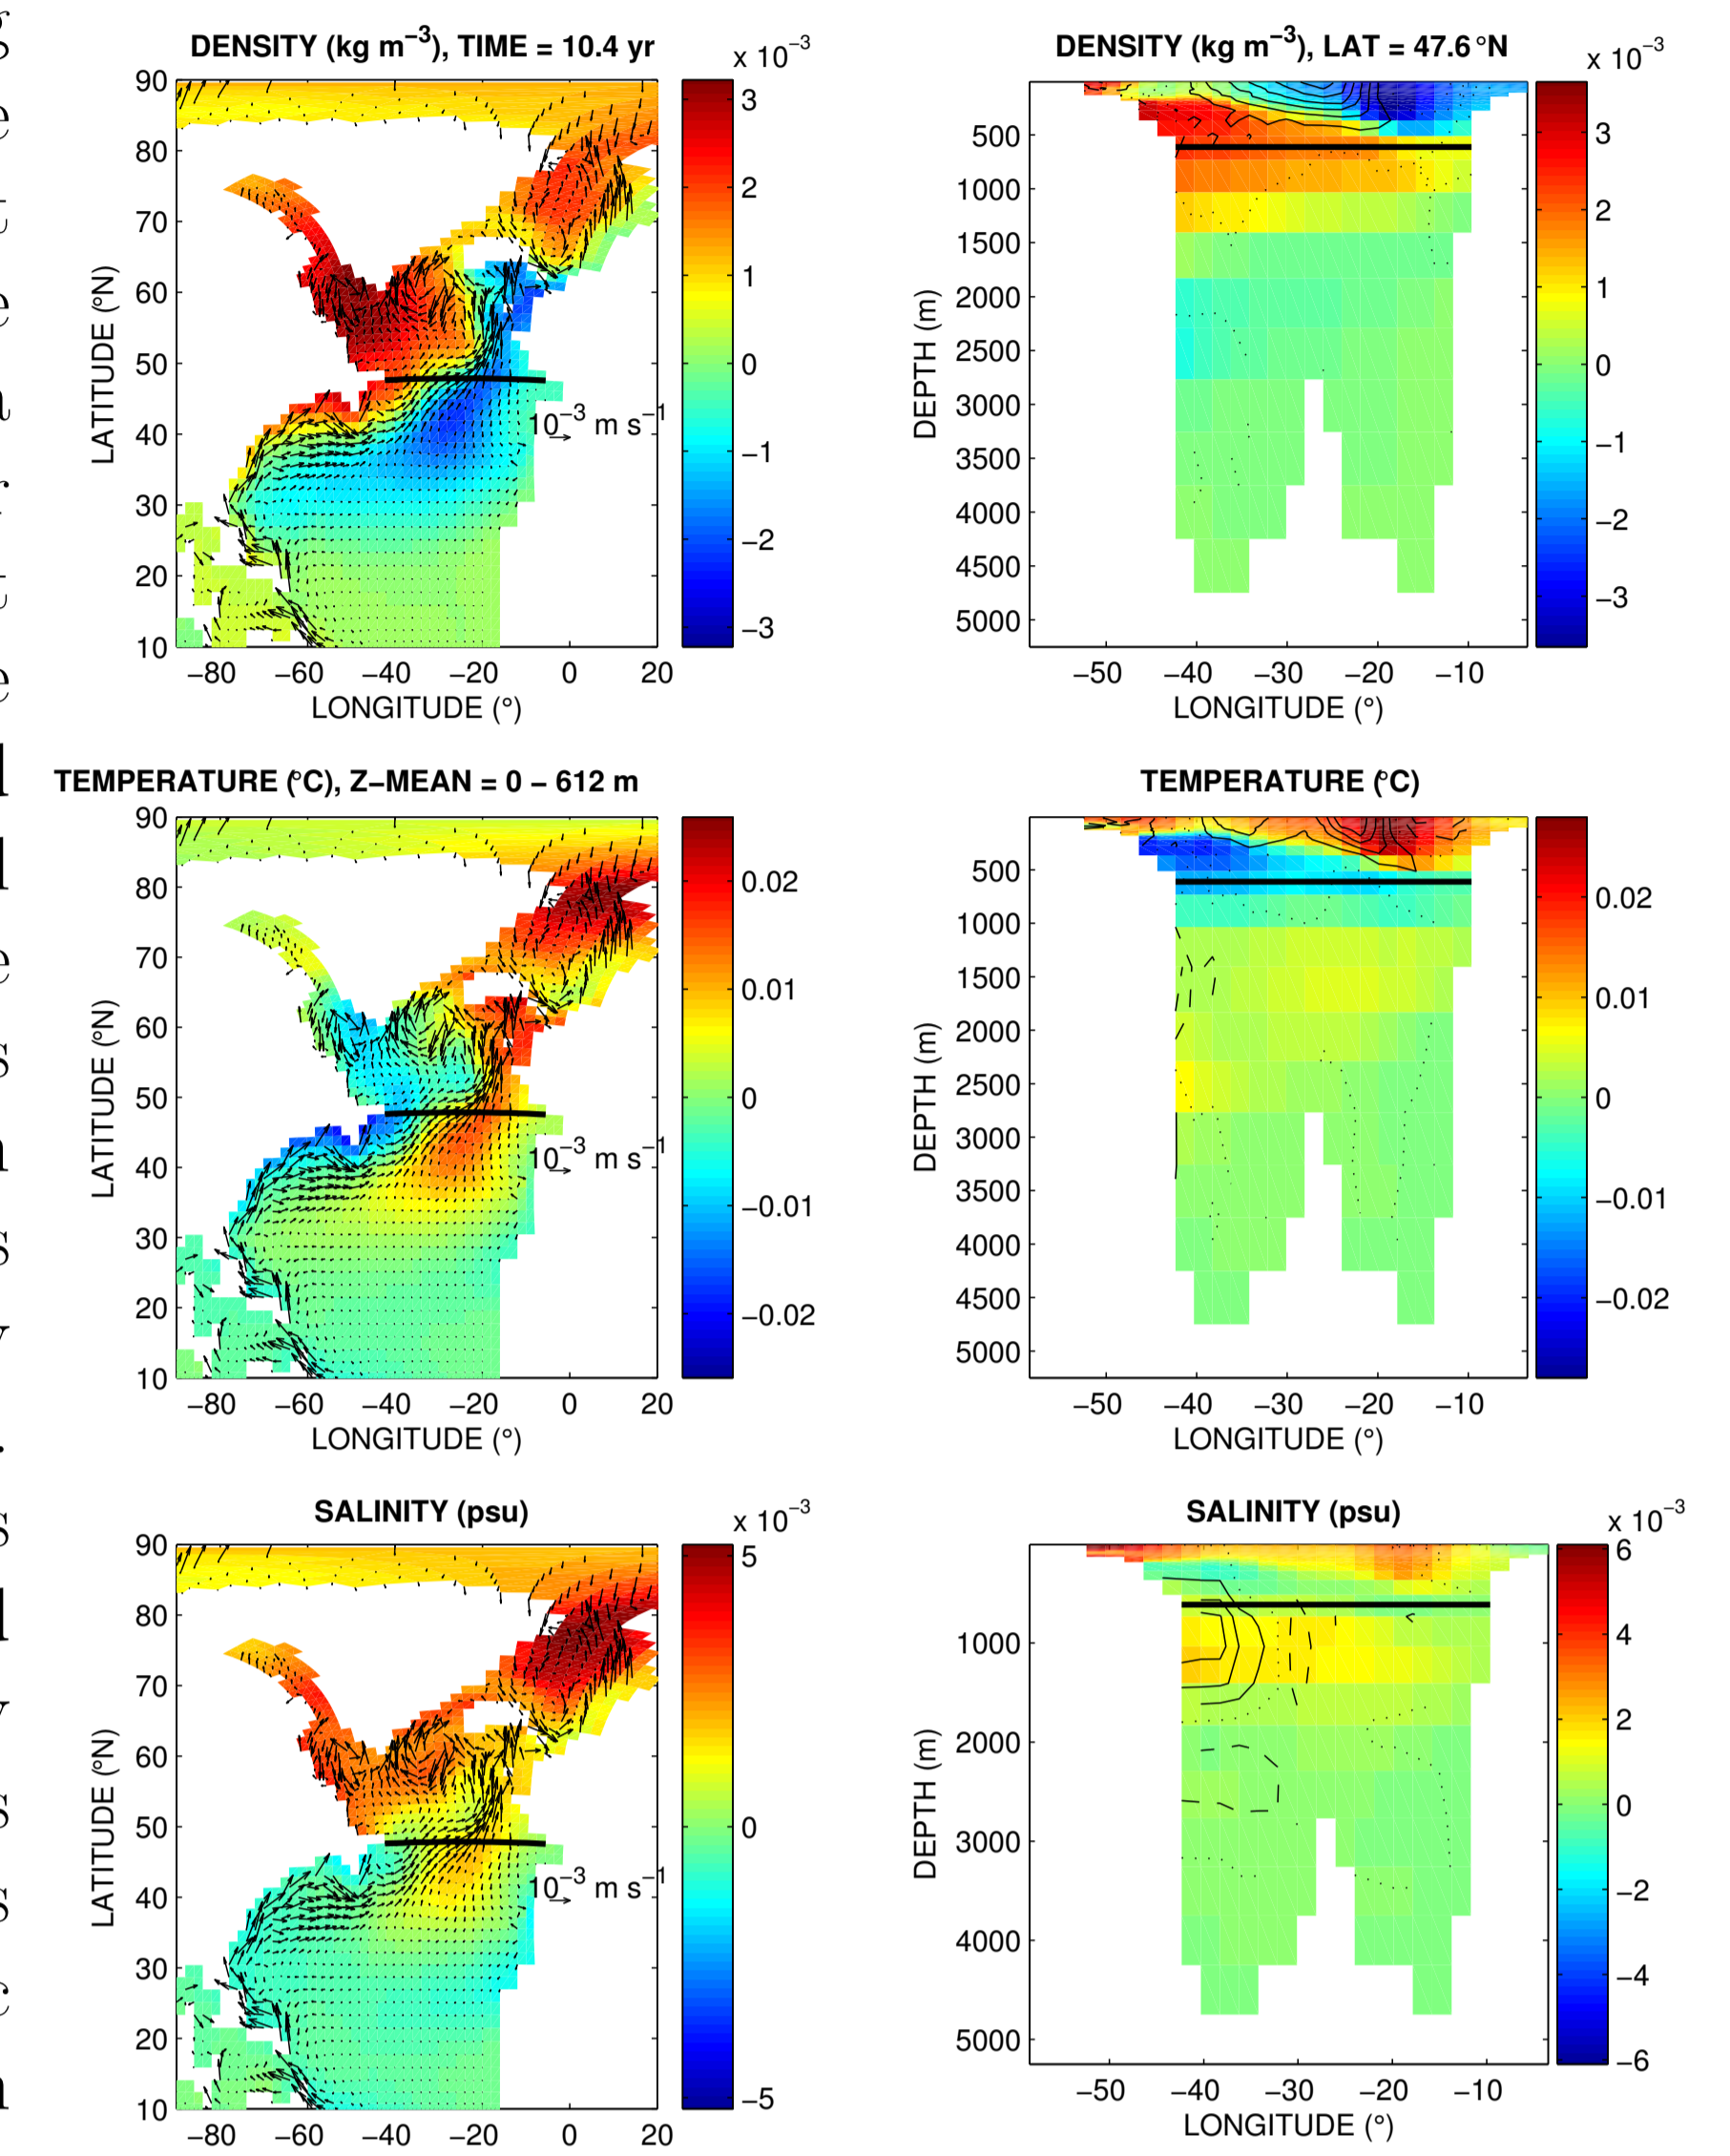 DENSITY (kg m−3), TIME = 10.4 yr
x 10−3
90
80
70
60
50
40
30
20
10
LATITUDE (°N)
10−3 m s−1
−80 −60 −40 −20 0 20
LONGITUDE (°)
3
2
1
0
−1
−2
−3
DENSITY (kg m−3), LAT = 47.6°N
x 10−3
500
1000
1500
2000
2500
3000
3500
4000
4500
5000
DEPTH (m)
−50 −40 −30 −20 −10
LONGITUDE (°)
3
2
1
0
−1
−2
−3
TEMPERATURE (°C), Z−MEAN = 0 − 612 m
90
80
70
60
50
40
30
20
10
LATITUDE (°N)
10−3 m s−1
−80 −60 −40 −20 0 20
LONGITUDE (°)
0.02
0.01
0
−0.01
−0.02
TEMPERATURE (°C)
500
1000
1500
2000
2500
3000
3500
4000
4500
5000
DEPTH (m)
−50 −40 −30 −20 −10
LONGITUDE (°)
0.02
0.01
0
−0.01
−0.02
SALINITY (psu)
x 10−3
90
80
70
60
50
40
30
20
10
LATITUDE (°N)
10−3 m s−1
−80 −60 −40 −20 0 20
5
0
−5
SALINITY (psu)
x 10−3
1000
2000
3000
4000
5000
DEPTH (m)
−50 −40 −30 −20 −10
LONGITUDE (°)
6
4
2
0
−2
−4
−6